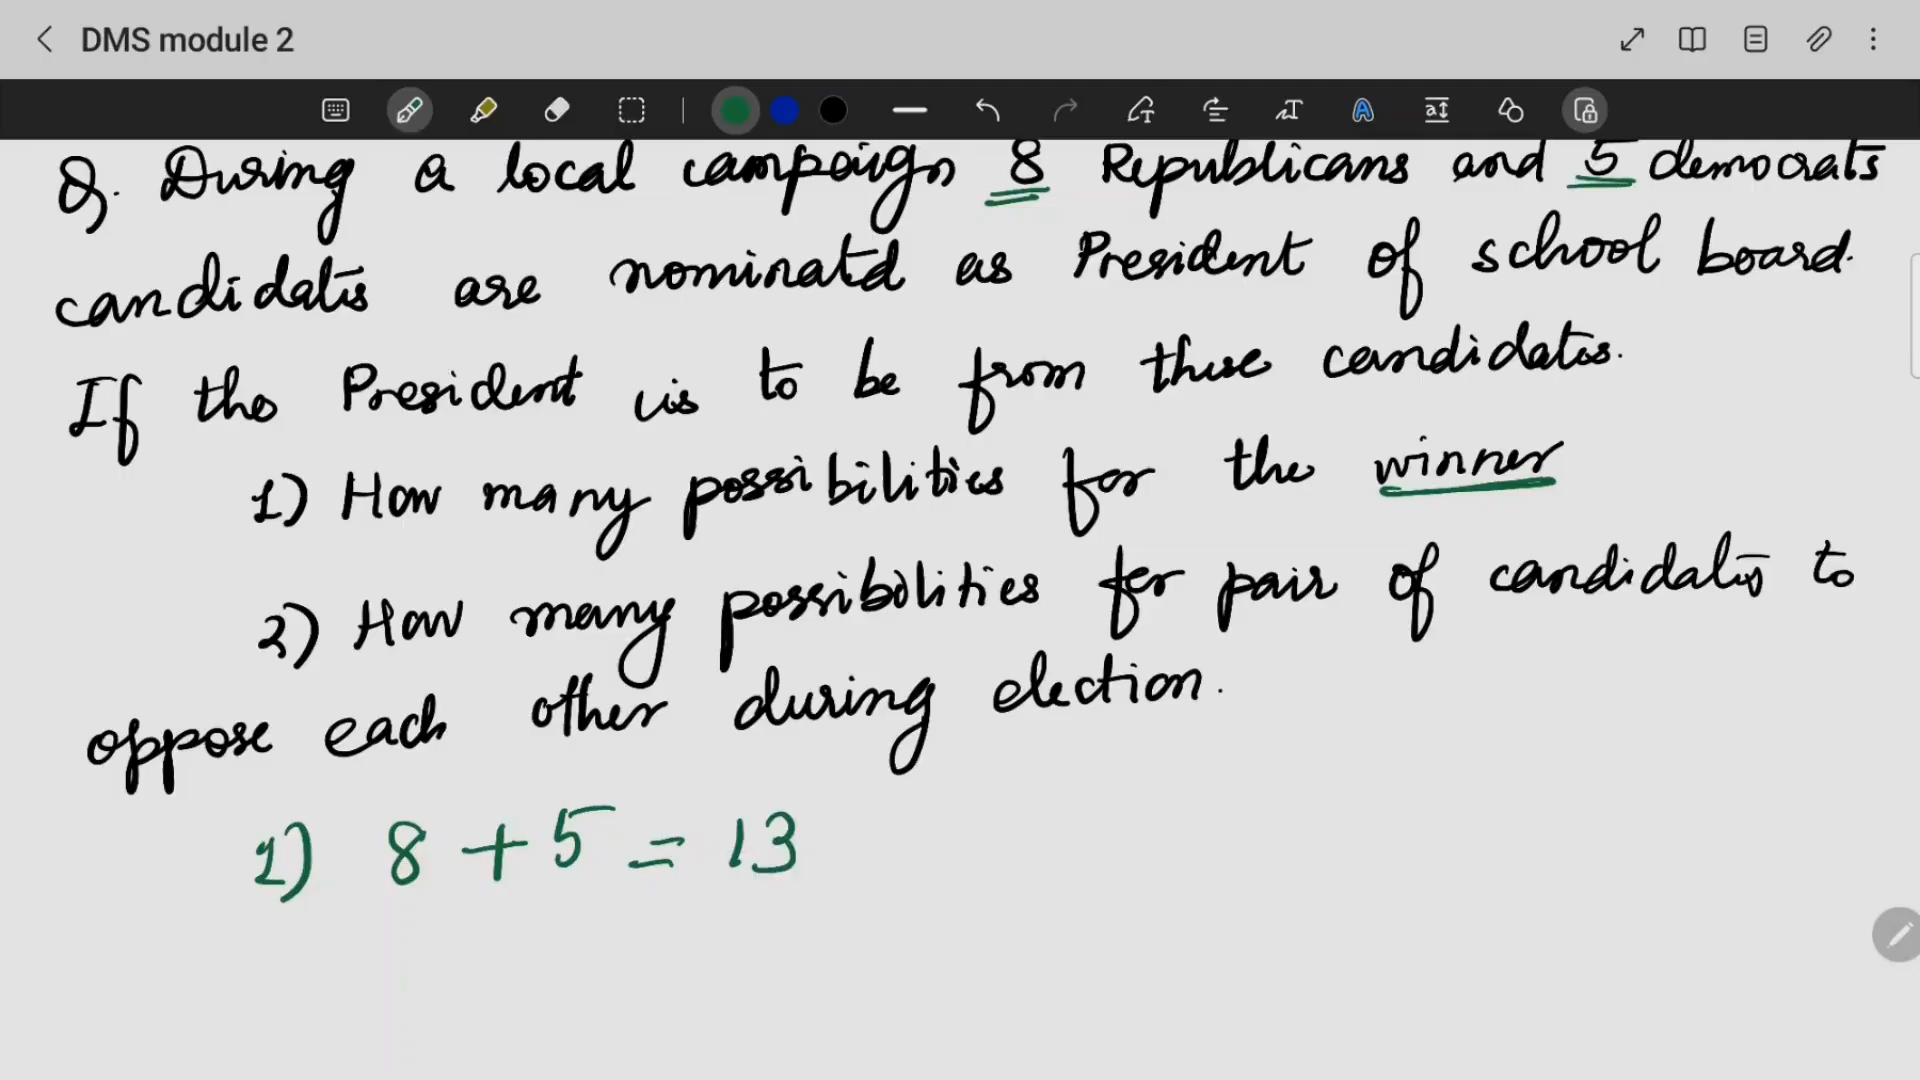 DMS module 2
Q. During a local campaign 8 Republicans and 5 democrats
candidates are nominated as President of school board.
If the President is to be from these candidates.
1) How many possibilities for the winner
2) How many possibilities for pair of candidates to
oppose each other during election.
1) 8 + 5 = 13